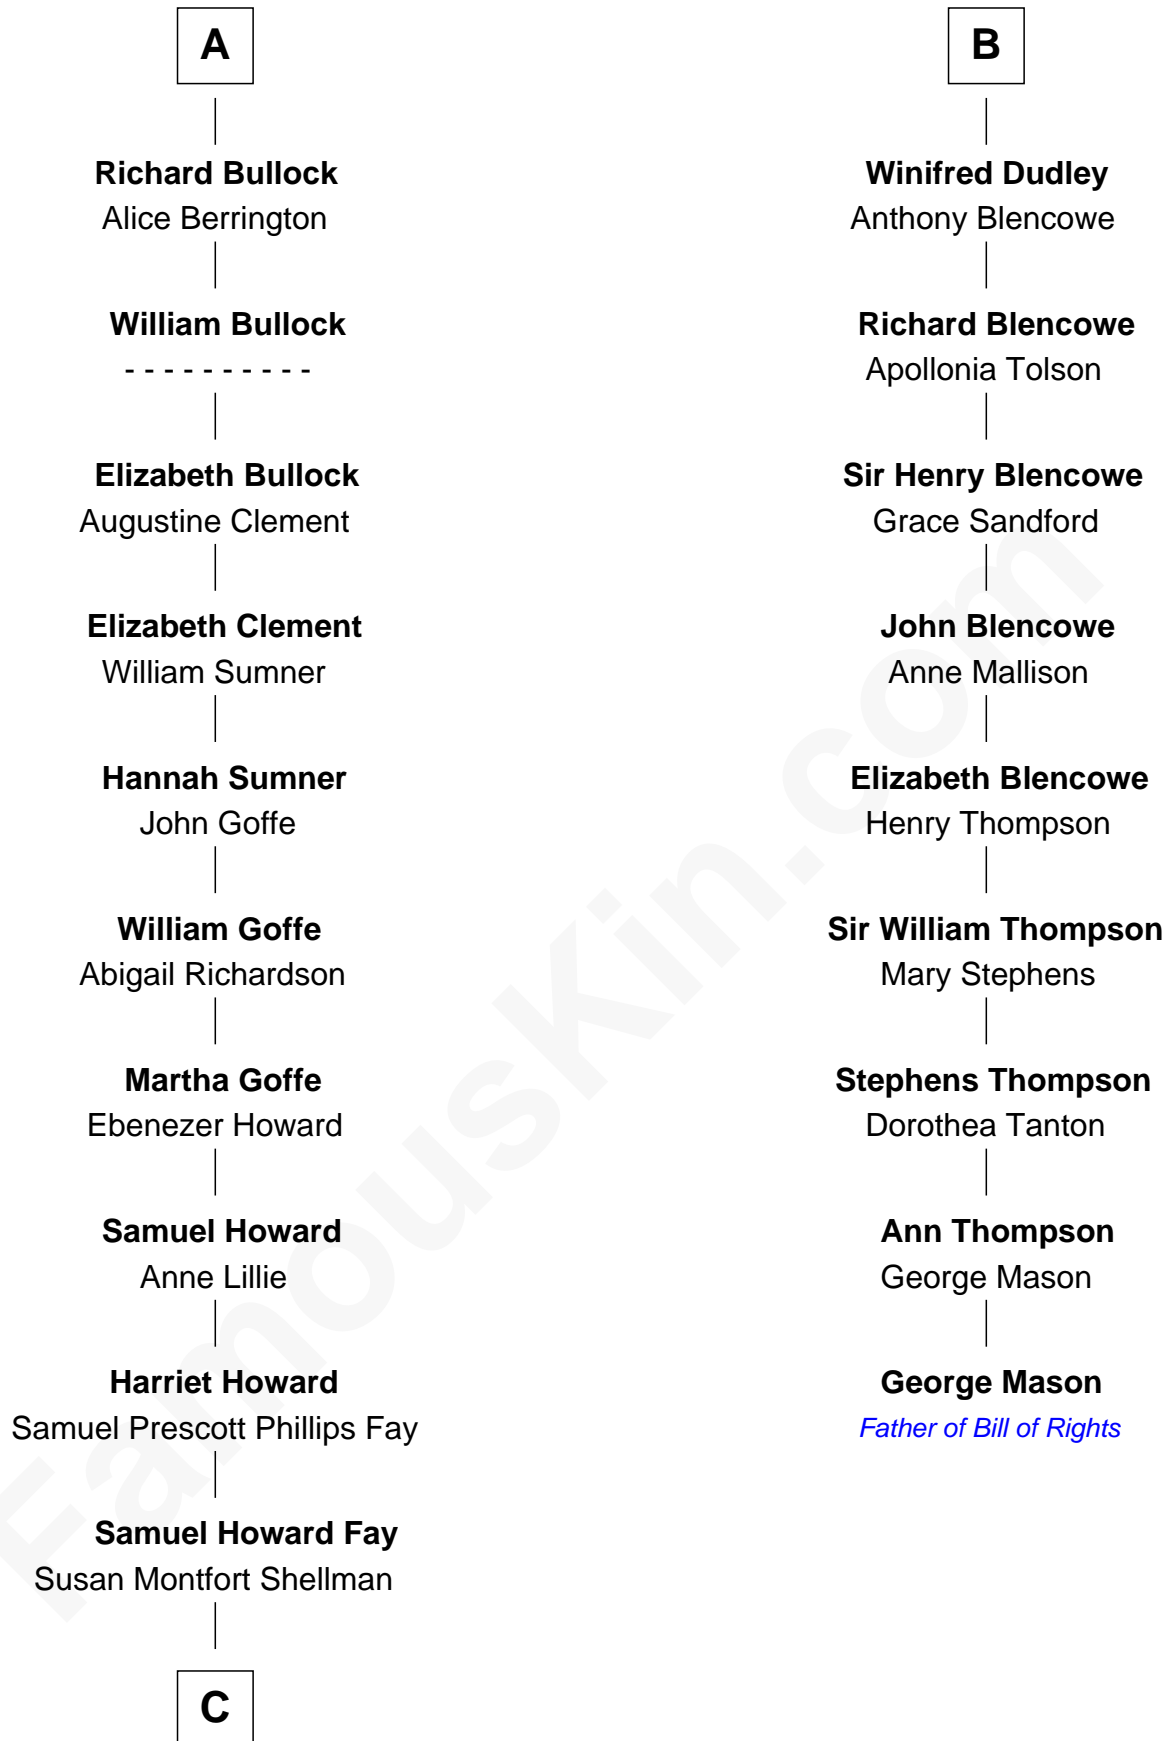 A
Richard Bullock
Alice Berrington
William Bullock
- - - - - - - - - -
Elizabeth Bullock
Augustine Clement
Elizabeth Clement
William Sumner
Hannah Sumner
John Goffe
William Goffe
Abigail Richardson
Martha Goffe
Ebenezer Howard
Samuel Howard
Anne Lillie
Harriet Howard
Samuel Prescott Phillips Fay
Samuel Howard Fay
Susan Montfort Shellman
C
B
Winifred Dudley
Anthony Blencowe
Richard Blencowe
Apollonia Tolson
Sir Henry Blencowe
Grace Sandford
John Blencowe
Anne Mallison
Elizabeth Blencowe
Henry Thompson
Sir William Thompson
Mary Stephens
Stephens Thompson
Dorothea Tanton
Ann Thompson
George Mason
George Mason
Father of Bill of Rights
FamousKin.com